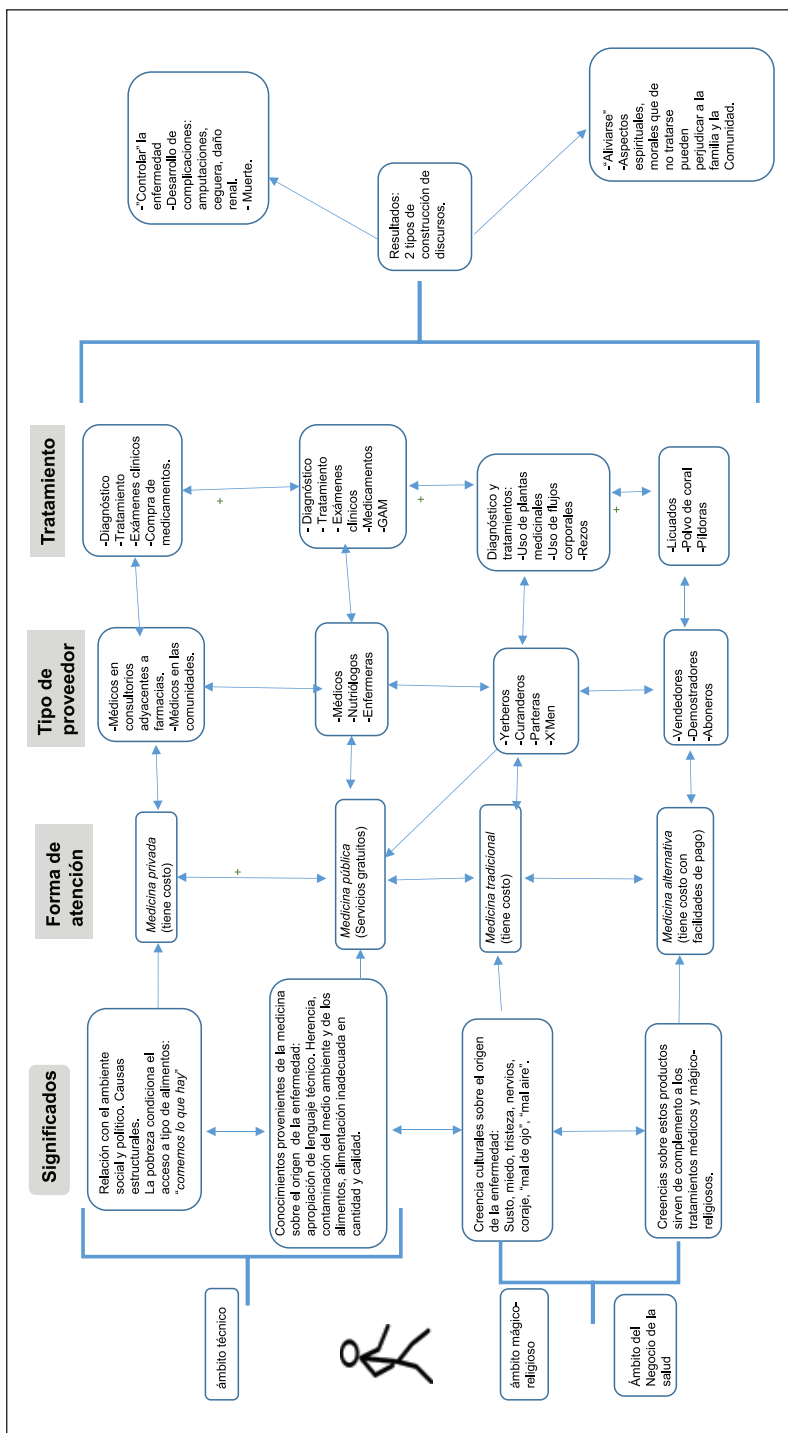 Significados
Forma de
atención
Tipo de
proveedor
Tratamiento
ámbito técnico
ámbito mágico-
religioso
Ámbito del
Negocio de la
salud
Relación con el ambiente
social y político. Causas
estructurales.
La pobreza condiciona el
acceso a tipo de alimentos:
“comemos lo que hay”
Medicina privada
(tiene costo)
-Médicos en
consultorios
adyacentes a
farmacias.
-Médicos en las
comunidades.
-Diagnóstico
-Tratamiento
-Exámenes clínicos
-Compra de
medicamentos.
+
+
Conocimientos provenientes de la medicina
sobre el origen de la enfermedad:
apropiación de lenguaje técnico. Herencia,
contaminación del medio ambiente y de los
alimentos, alimentación inadecuada en
cantidad y calidad.
Medicina pública
(Servicios gratuitos)
-Médicos
-Nutriólogos
-Enfermeras
- Diagnóstico
- Tratamiento
- Exámenes
clínicos
-Medicamentos
-GAM
+
Creencia culturales sobre el origen
de la enfermedad:
Susto, miedo, tristeza, nervios,
coraje, “mal de ojo”, “mal aire”.
Medicina tradicional
(tiene costo)
-Yerberos
-Curanderos
-Parteras
-X’Men
Diagnóstico y
tratamientos:
-Uso de plantas
medicinales
-Uso de flujos
corporales
-Rezos
+
Creencias sobre estos productos
sirven de complemento a los
tratamientos médicos y mágico-
religiosos.
Medicina alternativa
(tiene costo con
facilidades de pago)
-Vendedores
-Demostradores
-Aboneros
-Licuados
-Polvo de coral
-Píldoras
Resultados:
2 tipos de
construcción de
discursos.
-”Controlar” la
enfermedad
-Desarrollo de
complicaciones:
amputaciones,
ceguera, daño
renal.
- Muerte.
-“Aliviarse”
-Aspectos
espirituales,
morales que de
no tratarse
pueden
perjudicar a la
familia y la
Comunidad.